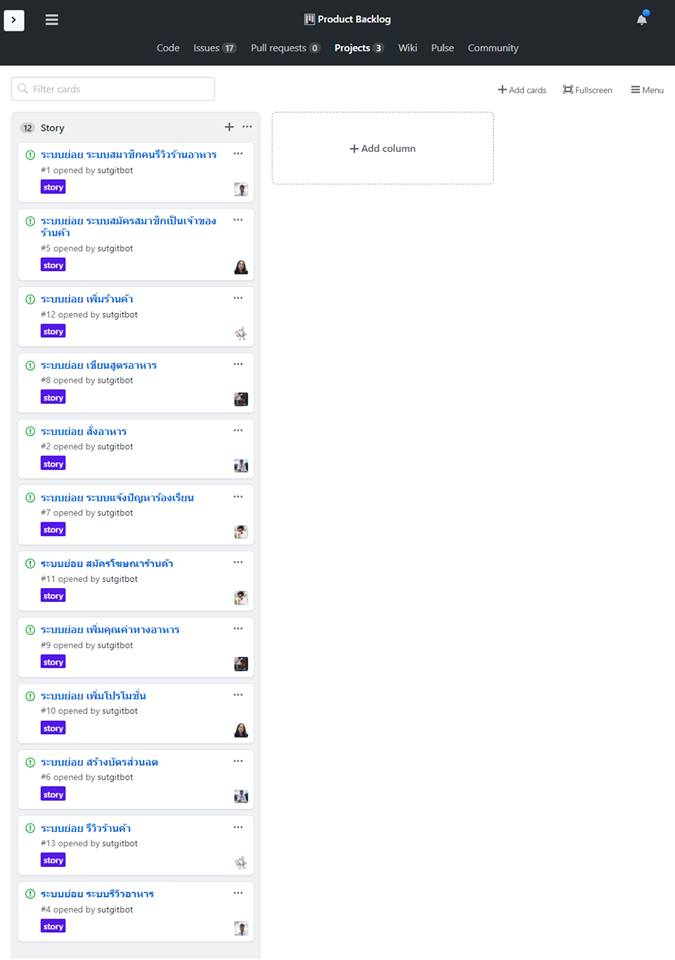 Product Backlog
Code Issues 17 Pull requests 0 Projects 3 Wiki Pulse Community
Filter cards
Add cards Fullscreen Menu
12 Story
Add column
ระบบย่อย ระบบสมาชิกคนรีวิวร้านอาหาร
#1 opened by sutgitbot
story
ระบบย่อย ระบบสมัครสมาชิกเป็นเจ้าของ
ร้านค้า
#5 opened by sutgitbot
story
ระบบย่อย เพิ่มร้านค้า
#12 opened by sutgitbot
story
ระบบย่อย เขียนสูตรอาหาร
#8 opened by sutgitbot
story
ระบบย่อย สั่งอาหาร
#2 opened by sutgitbot
story
ระบบย่อย ระบบแจ้งปัญหาร้องเรียน
#7 opened by sutgitbot
story
ระบบย่อย สมัครโฆษณาร้านค้า
#11 opened by sutgitbot
story
ระบบย่อย เพิ่มคุณค่าทางอาหาร
#9 opened by sutgitbot
story
ระบบย่อย เพิ่มโปรโมชั่น
#10 opened by sutgitbot
story
ระบบย่อย สร้างบัตรส่วนลด
#6 opened by sutgitbot
story
ระบบย่อย รีวิวร้านค้า
#13 opened by sutgitbot
story
ระบบย่อย ระบบรีวิวอาหาร
#4 opened by sutgitbot
story